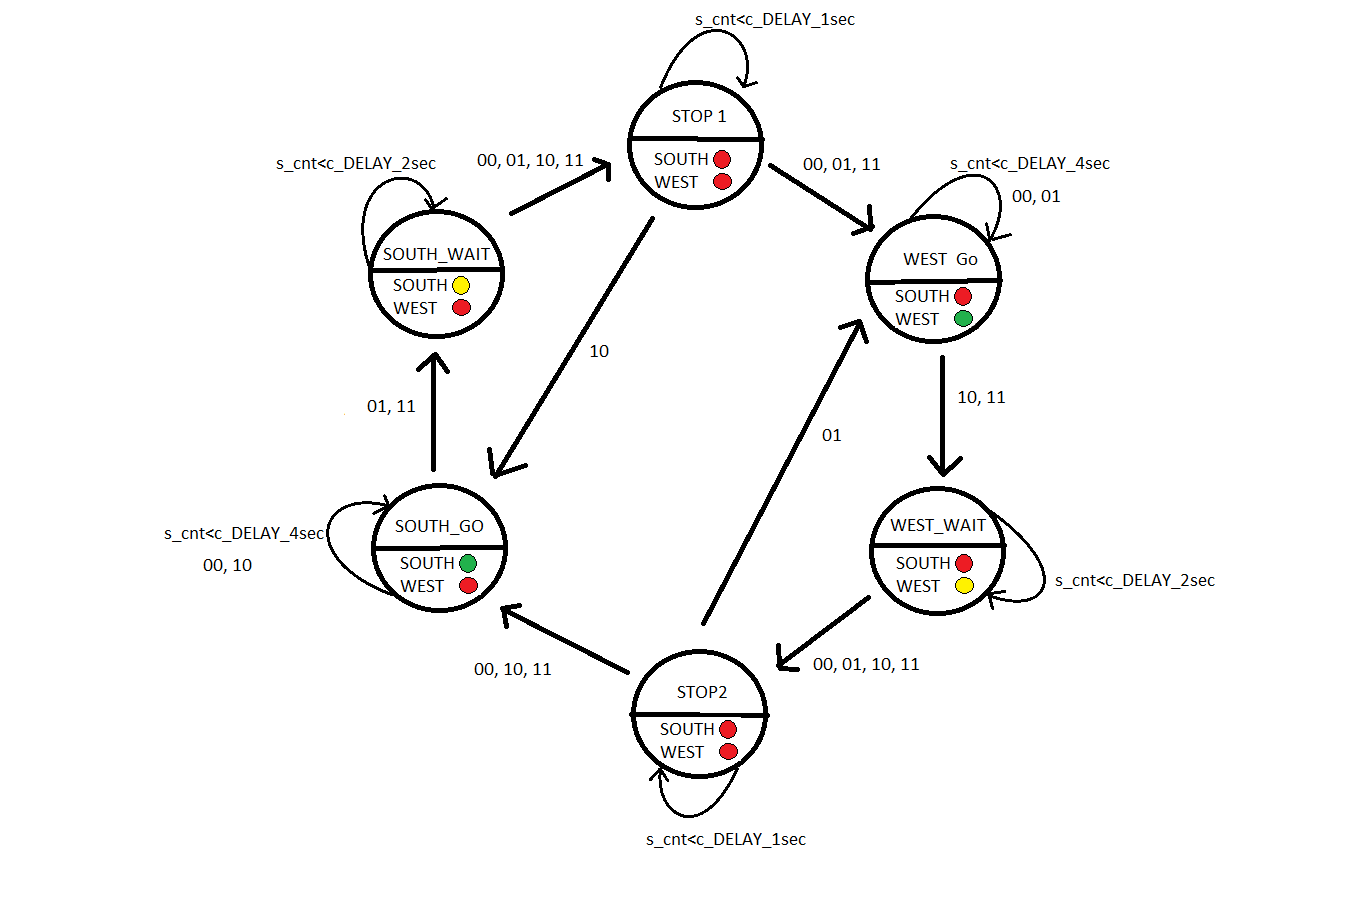 s_cnt<c_DELAY_1sec
STOP 1
SOUTH
WEST
s_cnt<c_DELAY_2sec
00, 01, 10, 11
00, 01, 11
s_cnt<c_DELAY_4sec
00, 01
SOUTH_WAIT
SOUTH
WEST
WEST Go
SOUTH
WEST
10
01, 11
10, 11
01
s_cnt<c_DELAY_4sec
00, 10
SOUTH_GO
SOUTH
WEST
WEST_WAIT
SOUTH
WEST
s_cnt<c_DELAY_2sec
00, 10, 11
00, 01, 10, 11
STOP2
SOUTH
WEST
s_cnt<c_DELAY_1sec